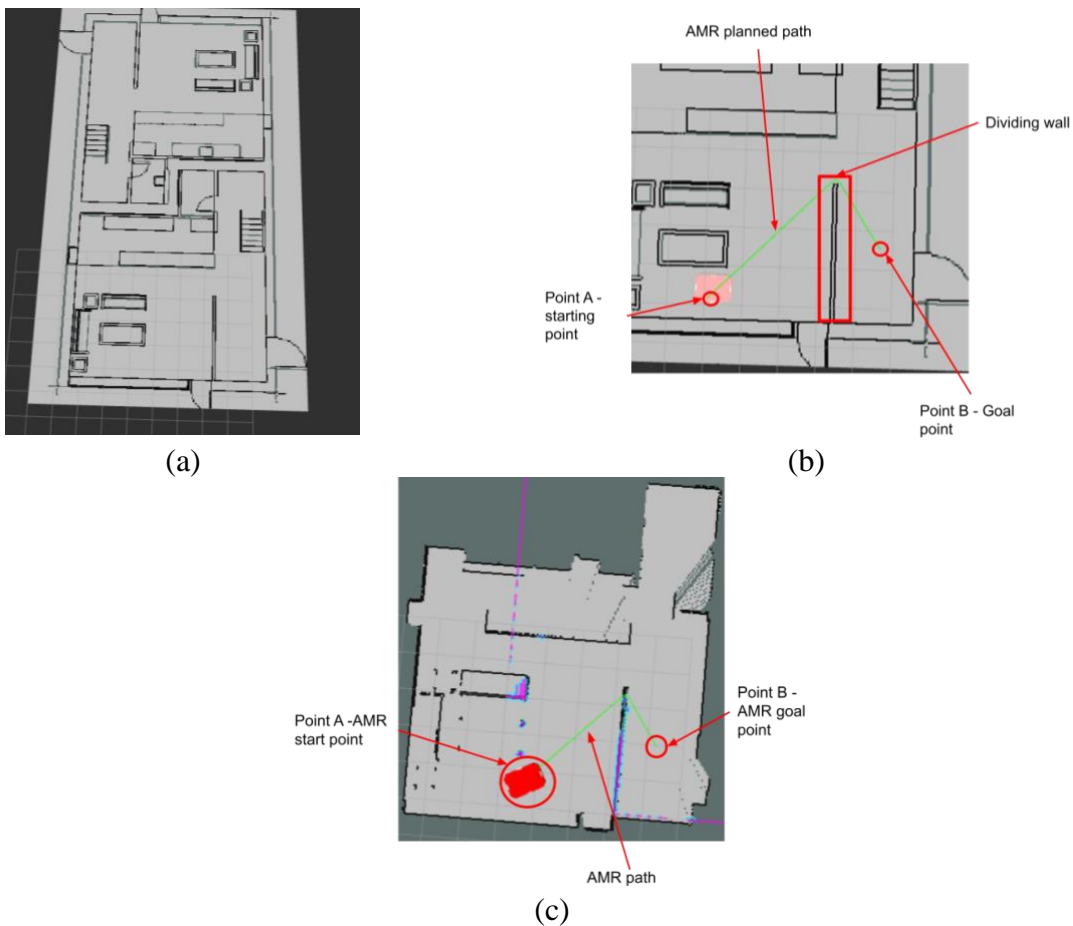 AMR planned path
Dividing wall
Point A -
starting
point
Point B - Goal
point
(a)
(b)
Point A -AMR
start point
Point B -
AMR goal
point
AMR path
(c)